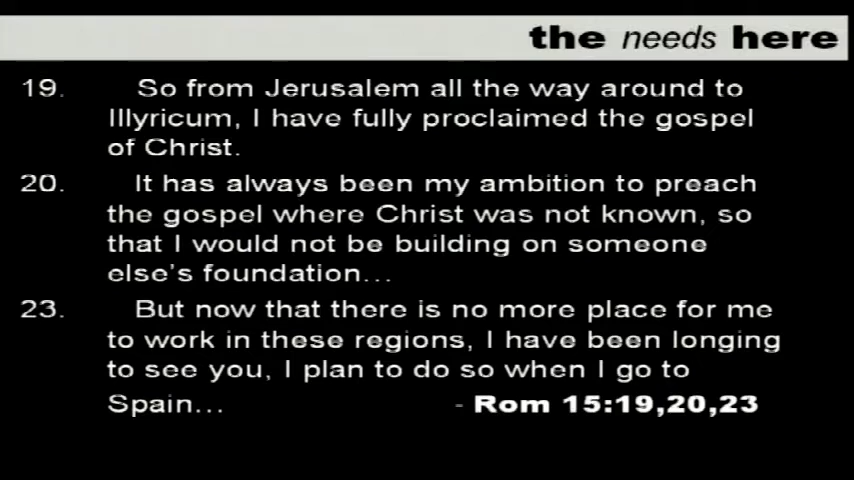 the needs here
19. So from Jerusalem all the way around to
Illyricum, I have fully proclaimed the gospel
of Christ.
20. It has always been my ambition to preach
the gospel where Christ was not known, so
that I would not be building on someone
else's foundation...
23. But now that there is no more place for me
to work in these regions, I have been longing
to see you, I plan to do so when I go to
Spain... - Rom 15:19,20,23